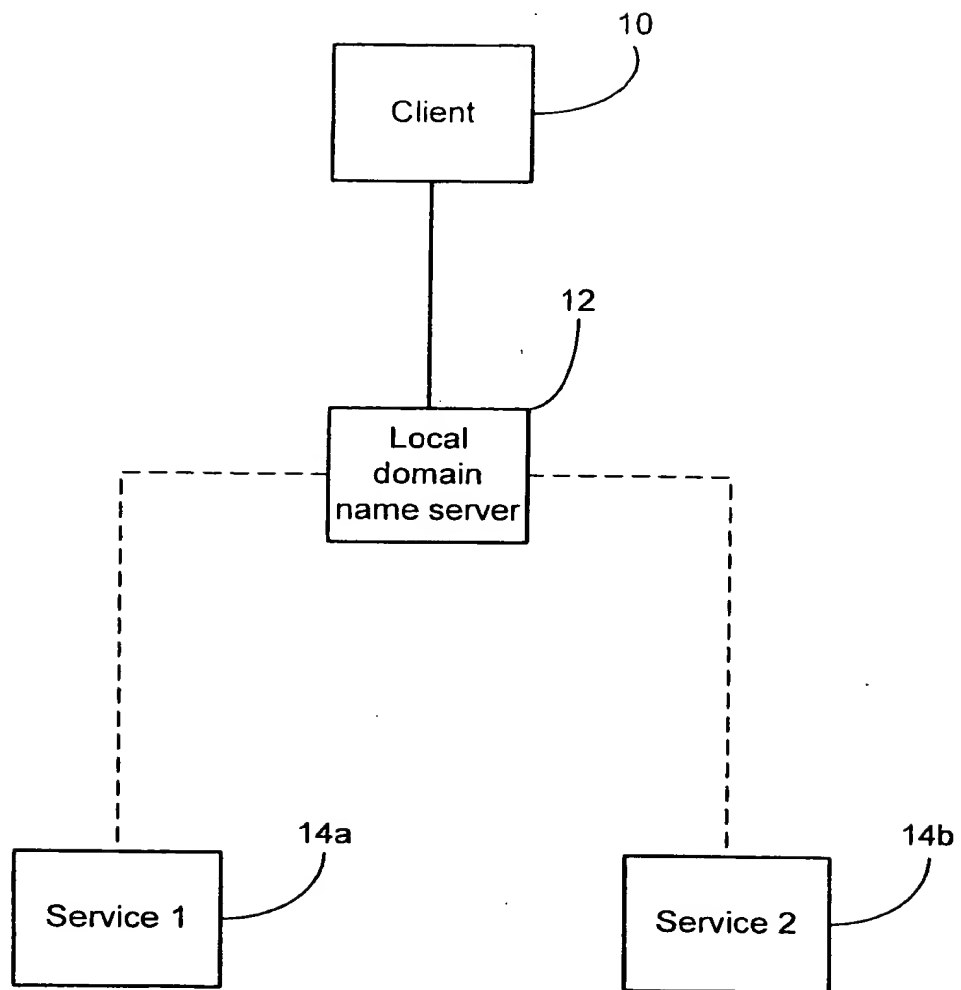 10
Client
12
Local
domain
name server
14a
Service 1
14b
Service 2